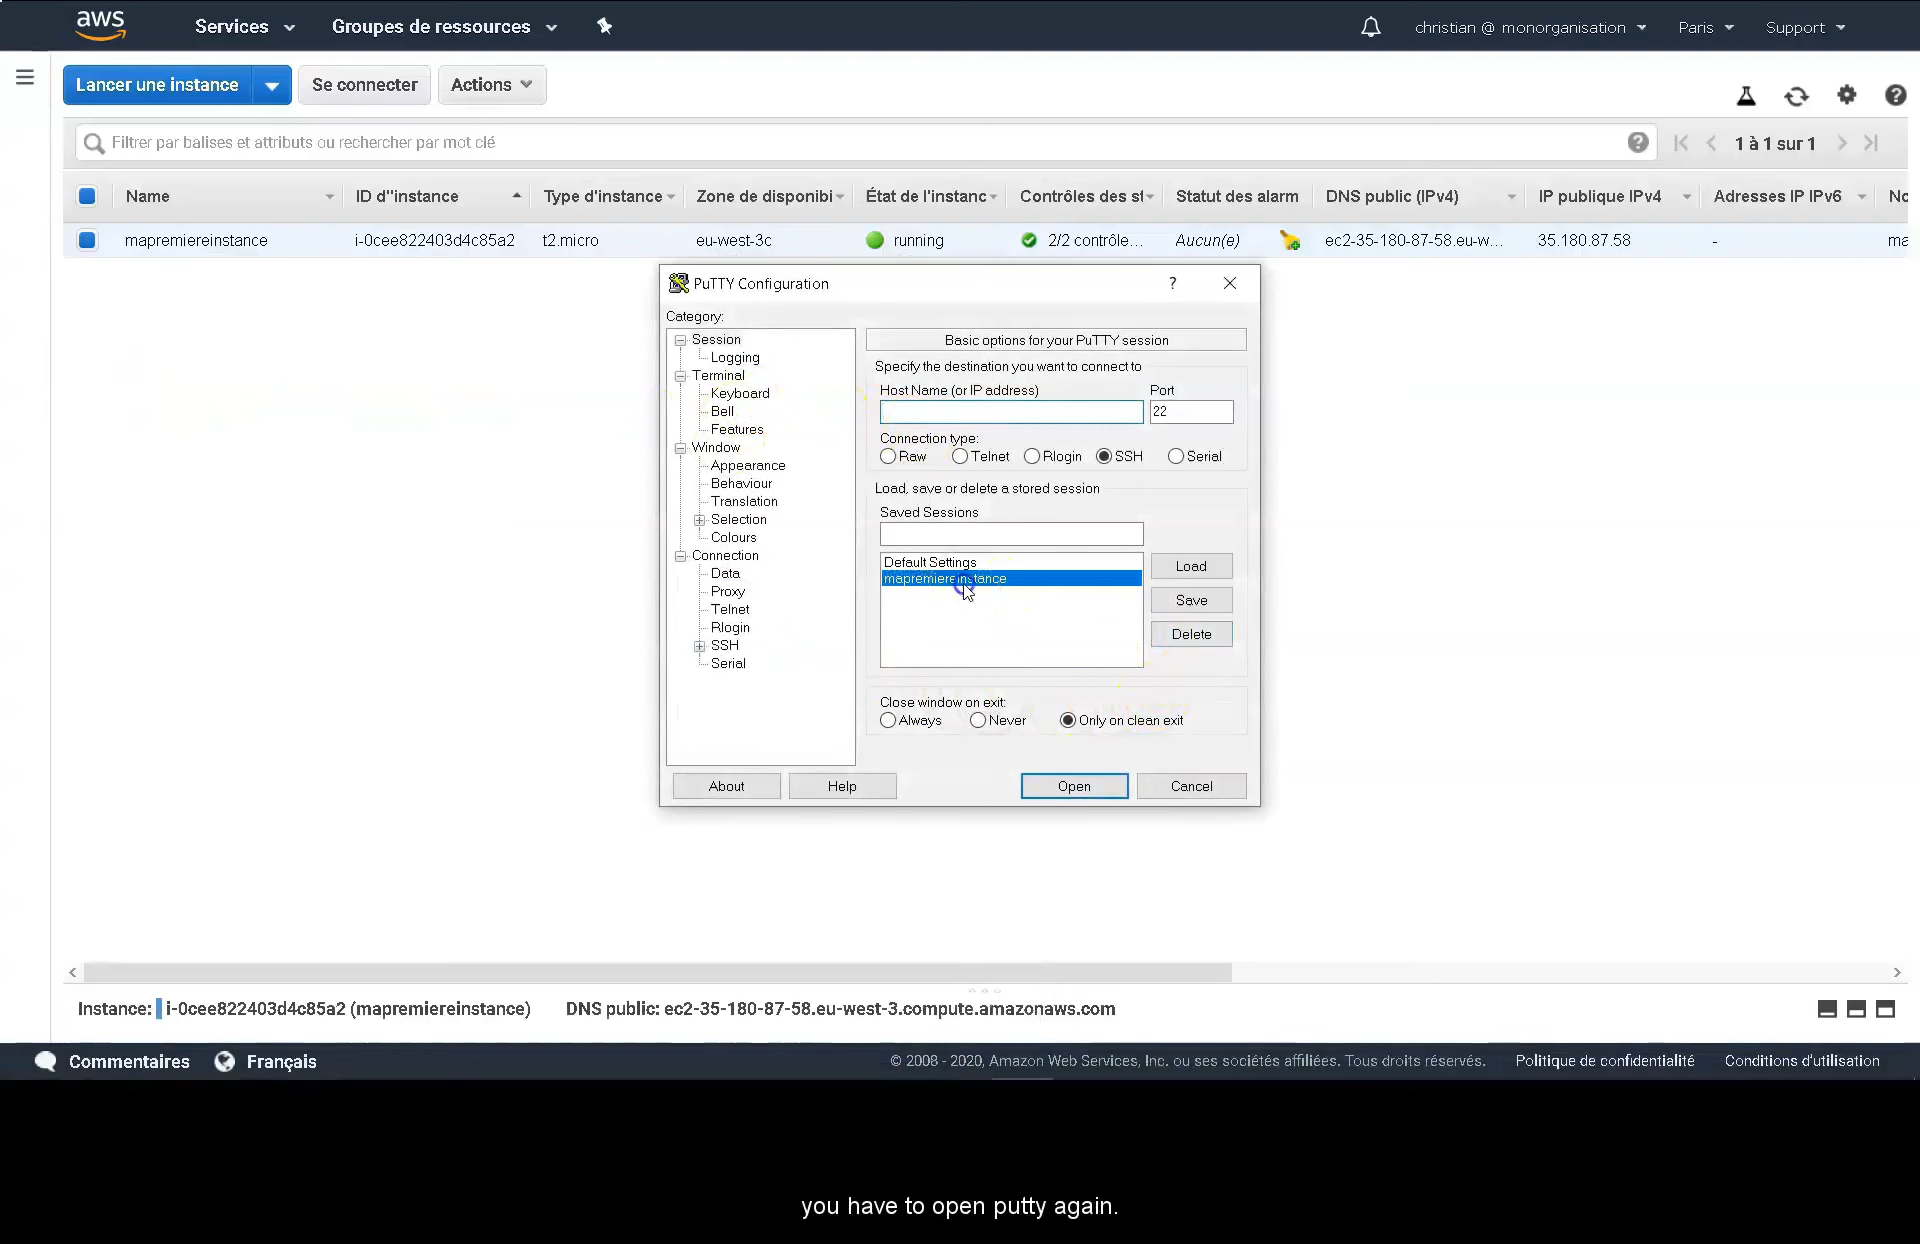 aws Services Groupes de ressources christian @ monorganisation Paris Support
Lancer une instance Se connecter Actions
Filtrer par balises et attributs ou rechercher par mot clé 1 à 1 sur 1
Name ID d''instance Type d'instance Zone de disponibi État de l'instanc Contrôles des st Statut des alarm DNS public (IPv4) IP publique IPv4 Adresses IP IPv6 No
mapremiereinstance i-0cee822403d4c85a2 t2.micro eu-west-3c running 2/2 contrôle... Aucun(e) ec2-35-180-87-58.eu-w... 35.180.87.58 - ma
PuTTY Configuration ?
Category:
Session
Logging
Terminal
Keyboard
Bell
Features
Window
Appearance
Behaviour
Translation
Selection
Colours
Connection
Data
Proxy
Telnet
Rlogin
SSH
Serial
Basic options for your PuTTY session
Specify the destination you want to connect to
Host Name (or IP address) Port
22
Connection type:
Raw Telnet Rlogin SSH Serial
Load, save or delete a stored session
Saved Sessions
Default Settings
mapremiereinstance
Load
Save
Delete
Close window on exit:
Always Never Only on clean exit
About Help Open Cancel
Instance: i-0cee822403d4c85a2 (mapremiereinstance) DNS public: ec2-35-180-87-58.eu-west-3.compute.amazonaws.com
Commentaires Français © 2008 - 2020, Amazon Web Services, Inc. ou ses sociétés affiliées. Tous droits réservés. Politique de confidentialité Conditions d'utilisation
you have to open putty again.